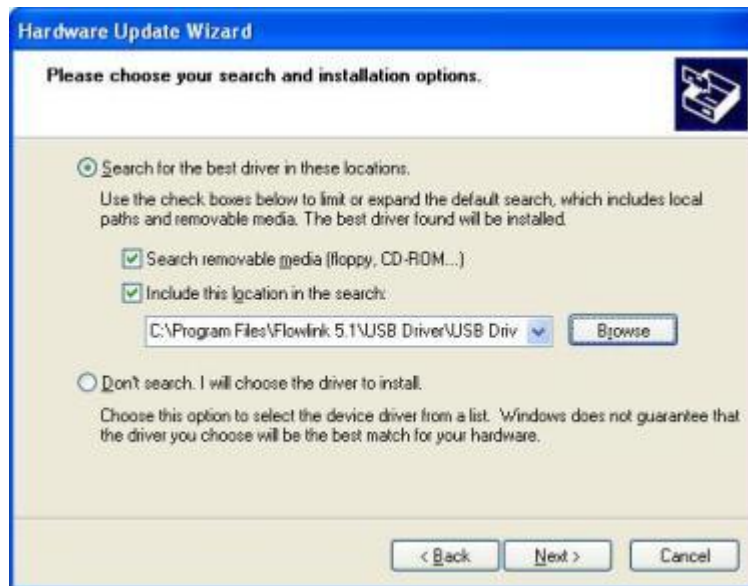 Hardware Update Wizard
Please choose your search and installation options.
Search for the best driver in these locations.
Use the check boxes below to limit or expand the default search, which includes local
paths and removable media. The best driver found will be installed.
Search removable media (floppy, CD-ROM...)
Include this location in the search:
C:\Program Files\Flowlink 5.1\USB Driver\USB Driv
Browse
Don't search. I will choose the driver to install.
Choose this option to select the device driver from a list. Windows does not guarantee that
the driver you choose will be the best match for your hardware.
< Back Next > Cancel